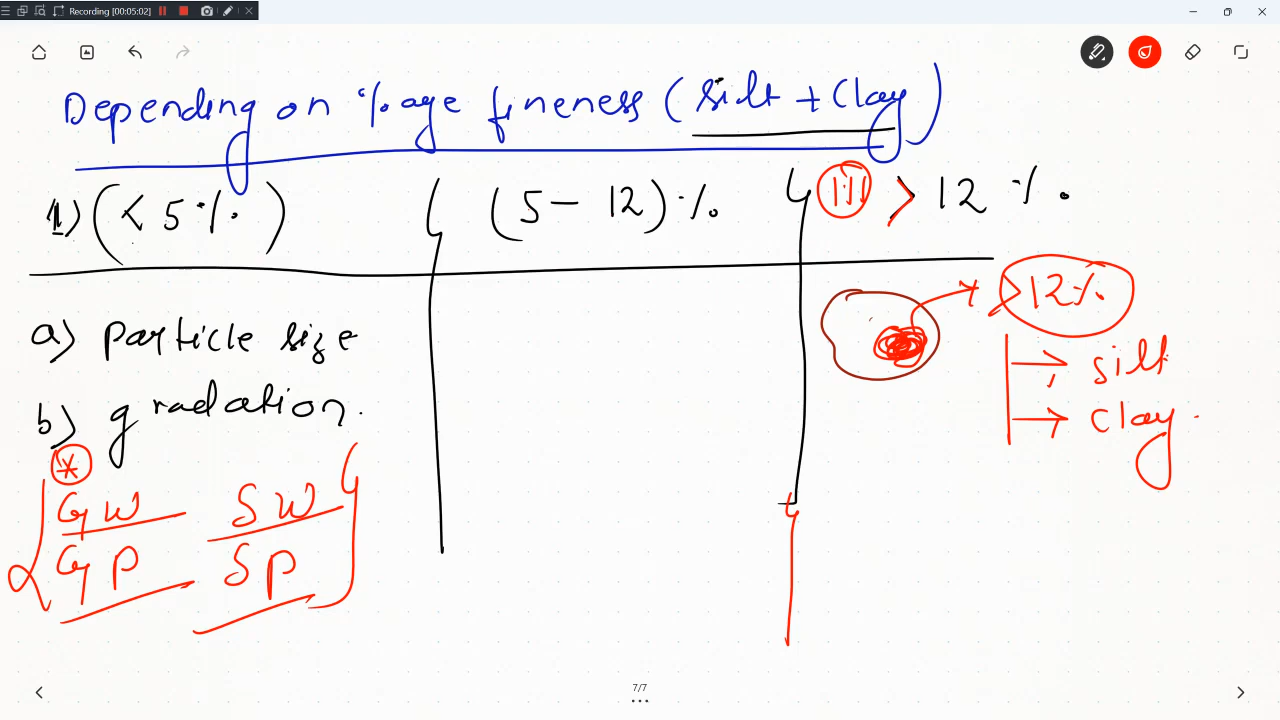 Recording [00:05:02]
Depending on %age fineness (silt + clay)
1) (< 5 %)
(5 - 12) %
III > 12 %.
a) particle size
b) gradation.
*
GW SW
GP SP
>12%
→ silt
→ clay.
7/7